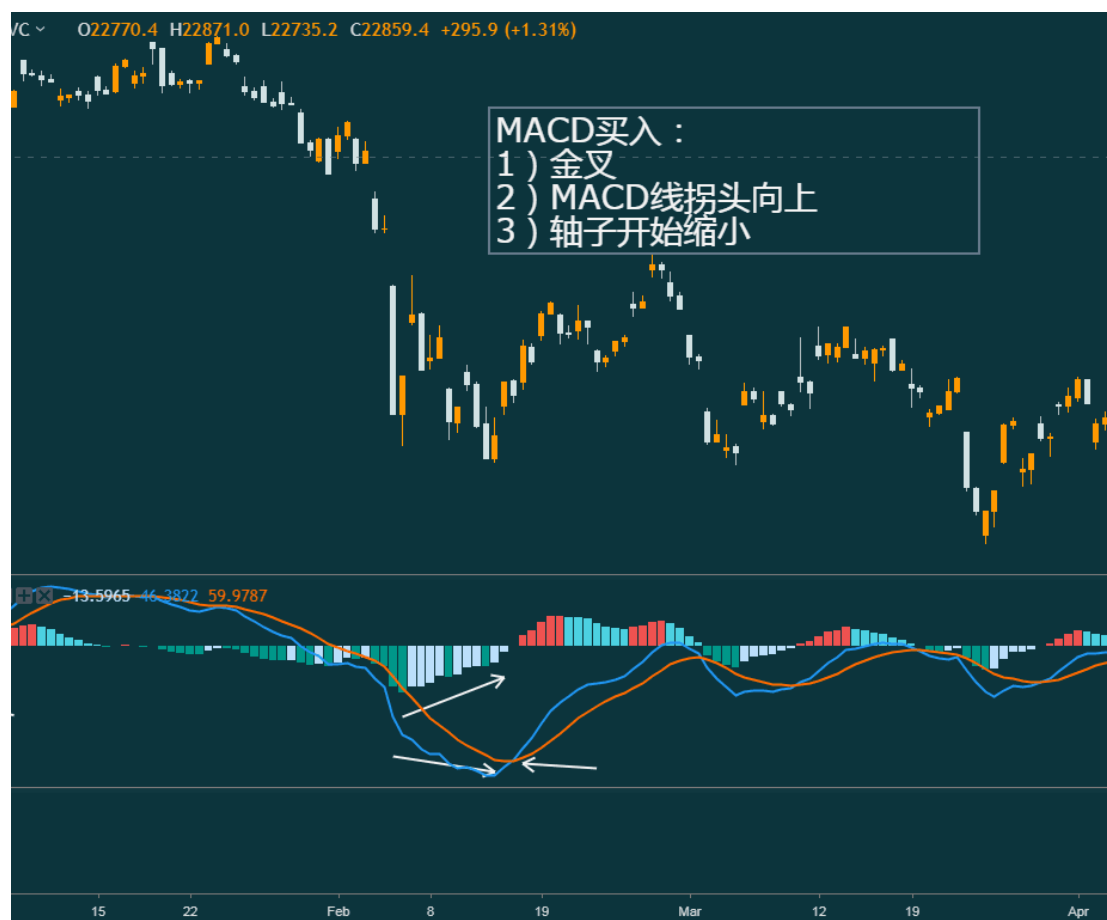 VC O22770.4 H22871.0 L22735.2 C22859.4 +295.9 (+1.31%)
MACD买入：
1）金叉
2）MACD线拐头向上
3）轴子开始缩小
−13.5965 46.3822 59.9787
15 22 Feb 8 19 Mar 12 19 Apr